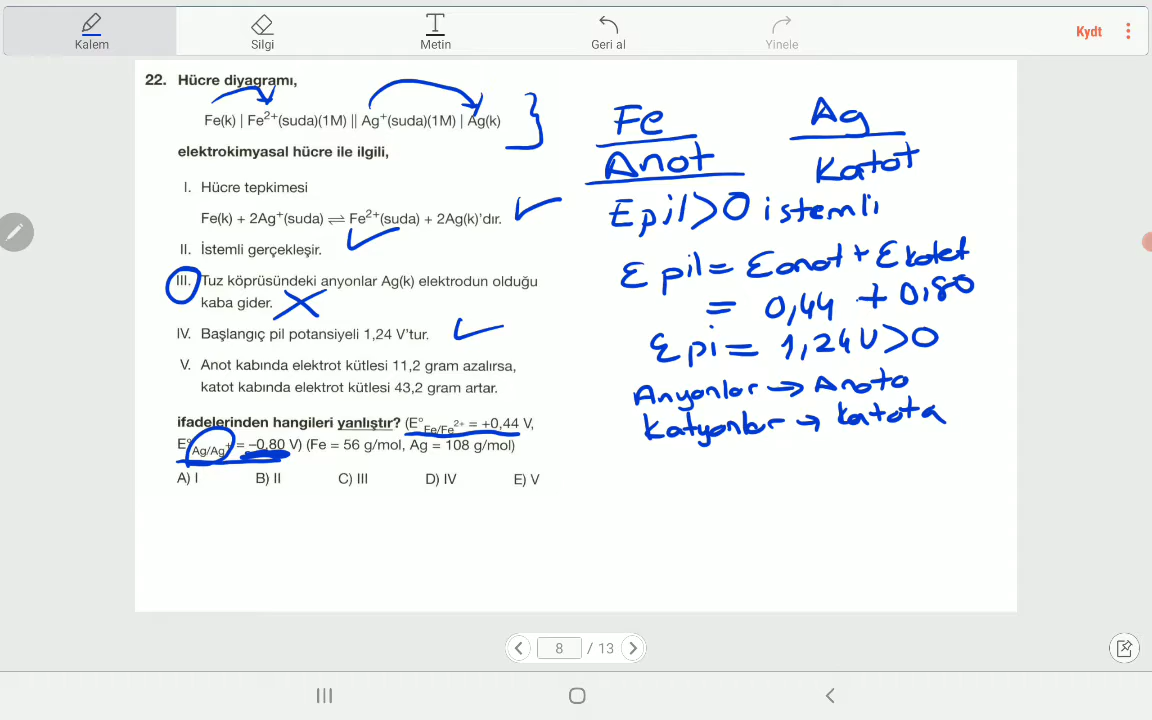 Kalem
Silgi
Metin
Geri al
Yinele
Kydt
22. Hücre diyagramı,
Fe(k) | Fe²⁺(suda)(1M) || Ag⁺(suda)(1M) | Ag(k)
elektrokimyasal hücre ile ilgili,
I. Hücre tepkimesi
Fe(k) + 2Ag⁺(suda) ⇌ Fe²⁺(suda) + 2Ag(k)'dır.
II. İstemli gerçekleşir.
III. Tuz köprüsündeki anyonlar Ag(k) elektrodun olduğu
kaba gider.
IV. Başlangıç pil potansiyeli 1,24 V'tur.
V. Anot kabında elektrot kütlesi 11,2 gram azalırsa,
katot kabında elektrot kütlesi 43,2 gram artar.
ifadelerinden hangileri yanlıştır? (E°Fe/Fe²⁺ = +0,44 V,
E°Ag/Ag⁺ = –0,80 V) (Fe = 56 g/mol, Ag = 108 g/mol)
A) I B) II C) III D) IV E) V
Fe Ag
Anot Katot
Epil>0 istemli
Epil = Eanot + Ekatot
= 0,44 + 0,80
Epi = 1,24V>0
Anyonlar → Anota
Katyonlar → Katota
8 / 13